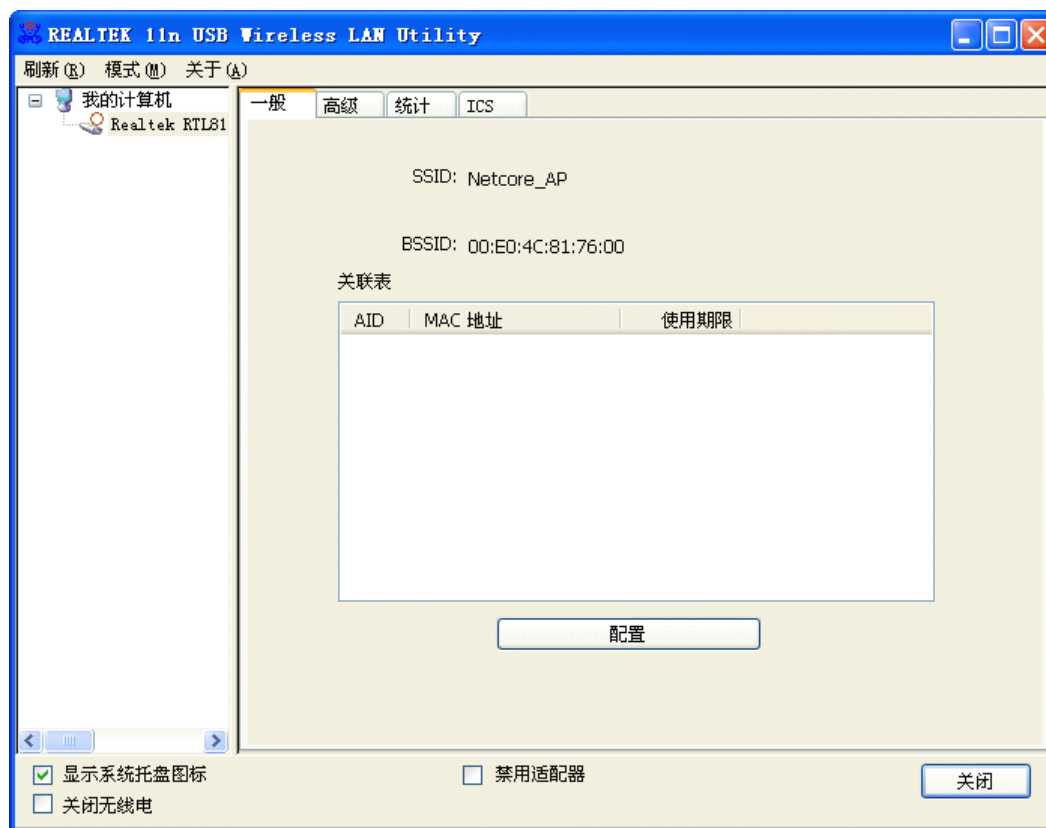 REALTEK 11n USB Wireless LAN Utility
刷新(R) 模式(M) 关于(A)
我的计算机
Realtek RTL81
一般 高级 统计 ICS
SSID: Netcore_AP
BSSID: 00:E0:4C:81:76:00
关联表
AID MAC 地址 使用期限
配置
显示系统托盘图标 禁用适配器
关闭无线电
关闭